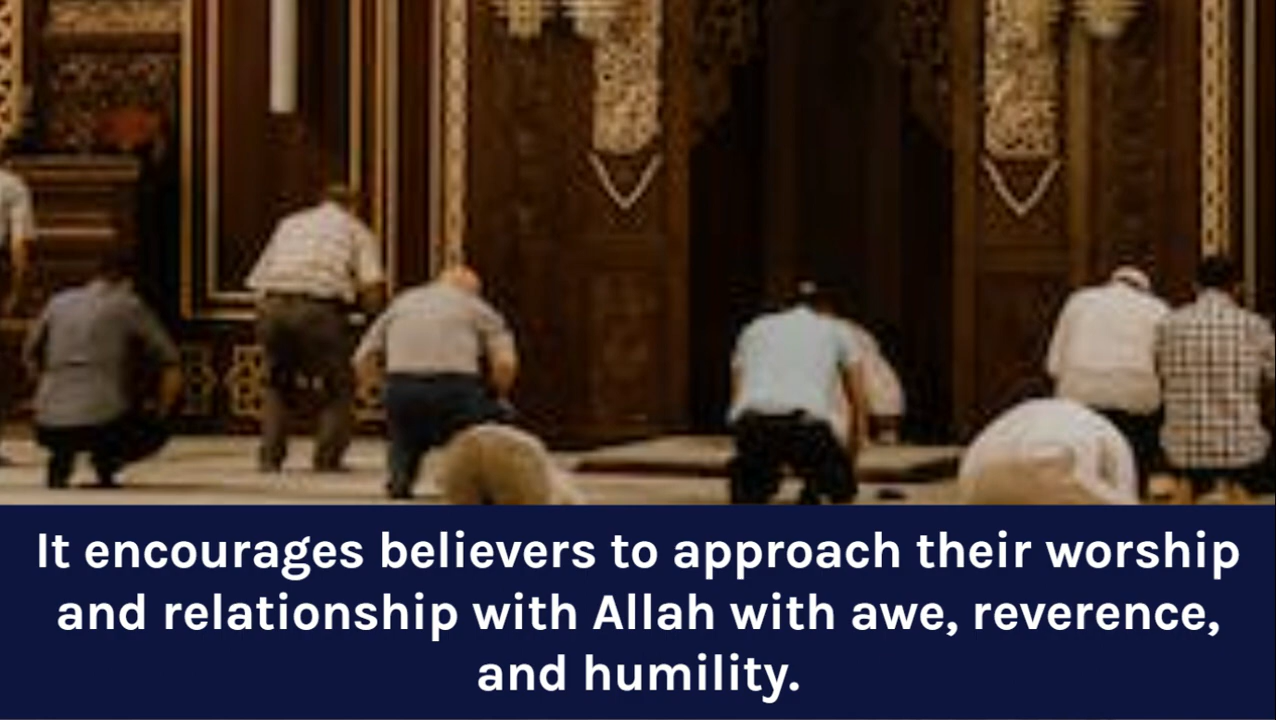 It encourages believers to approach their worship
and relationship with Allah with awe, reverence,
and humility.